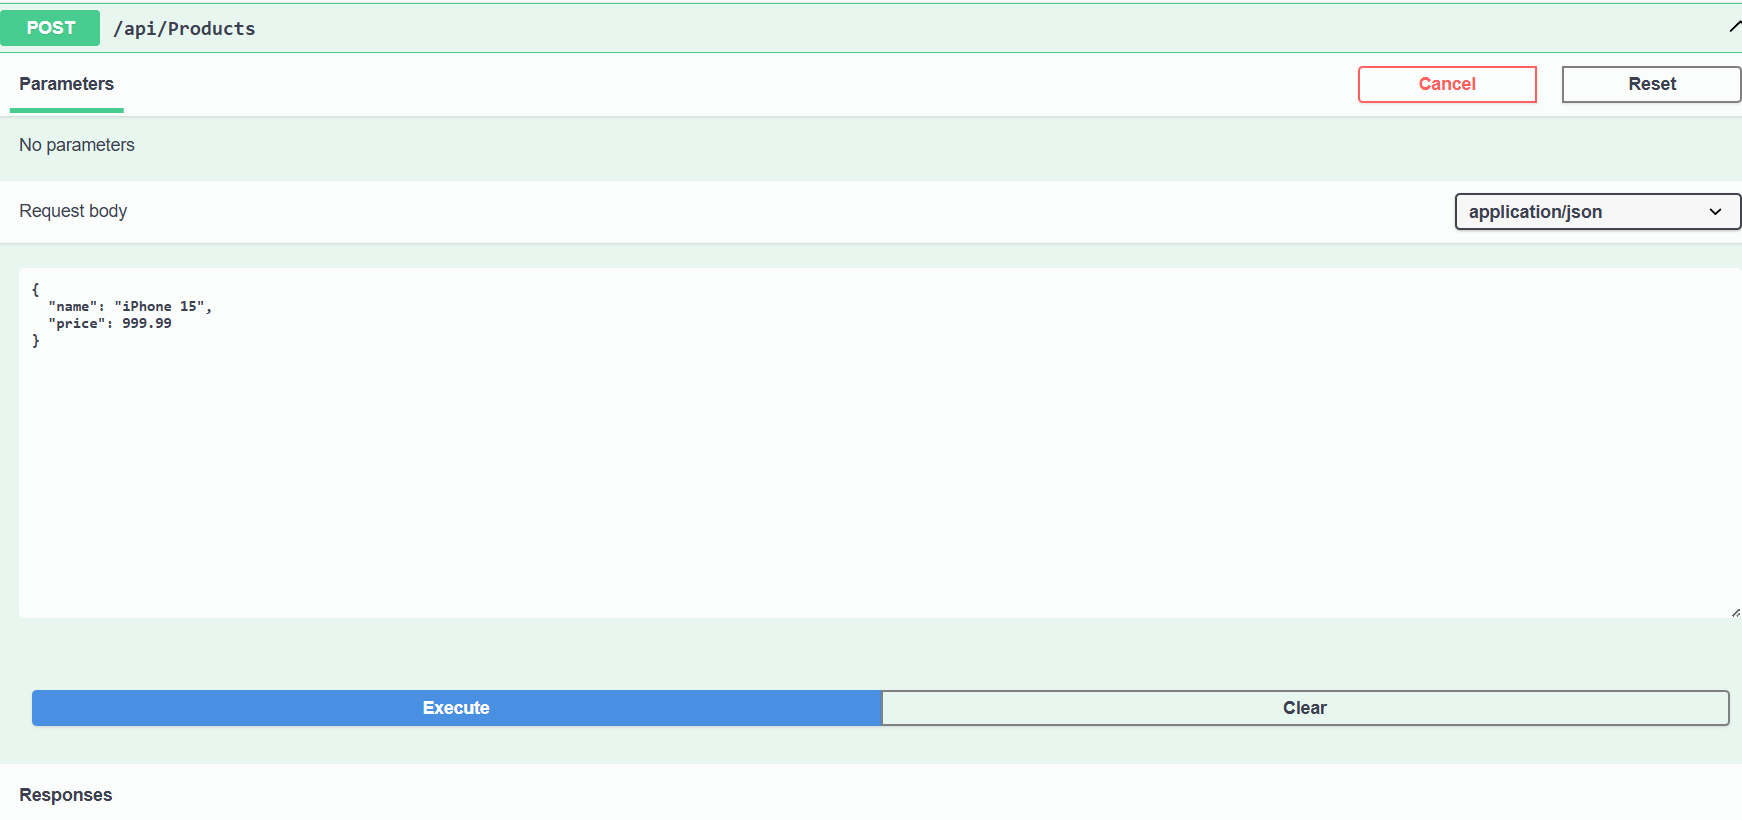 POST /api/Products
Parameters Cancel Reset
No parameters
Request body application/json
{
  "name": "iPhone 15",
  "price": 999.99
}
Execute Clear
Responses